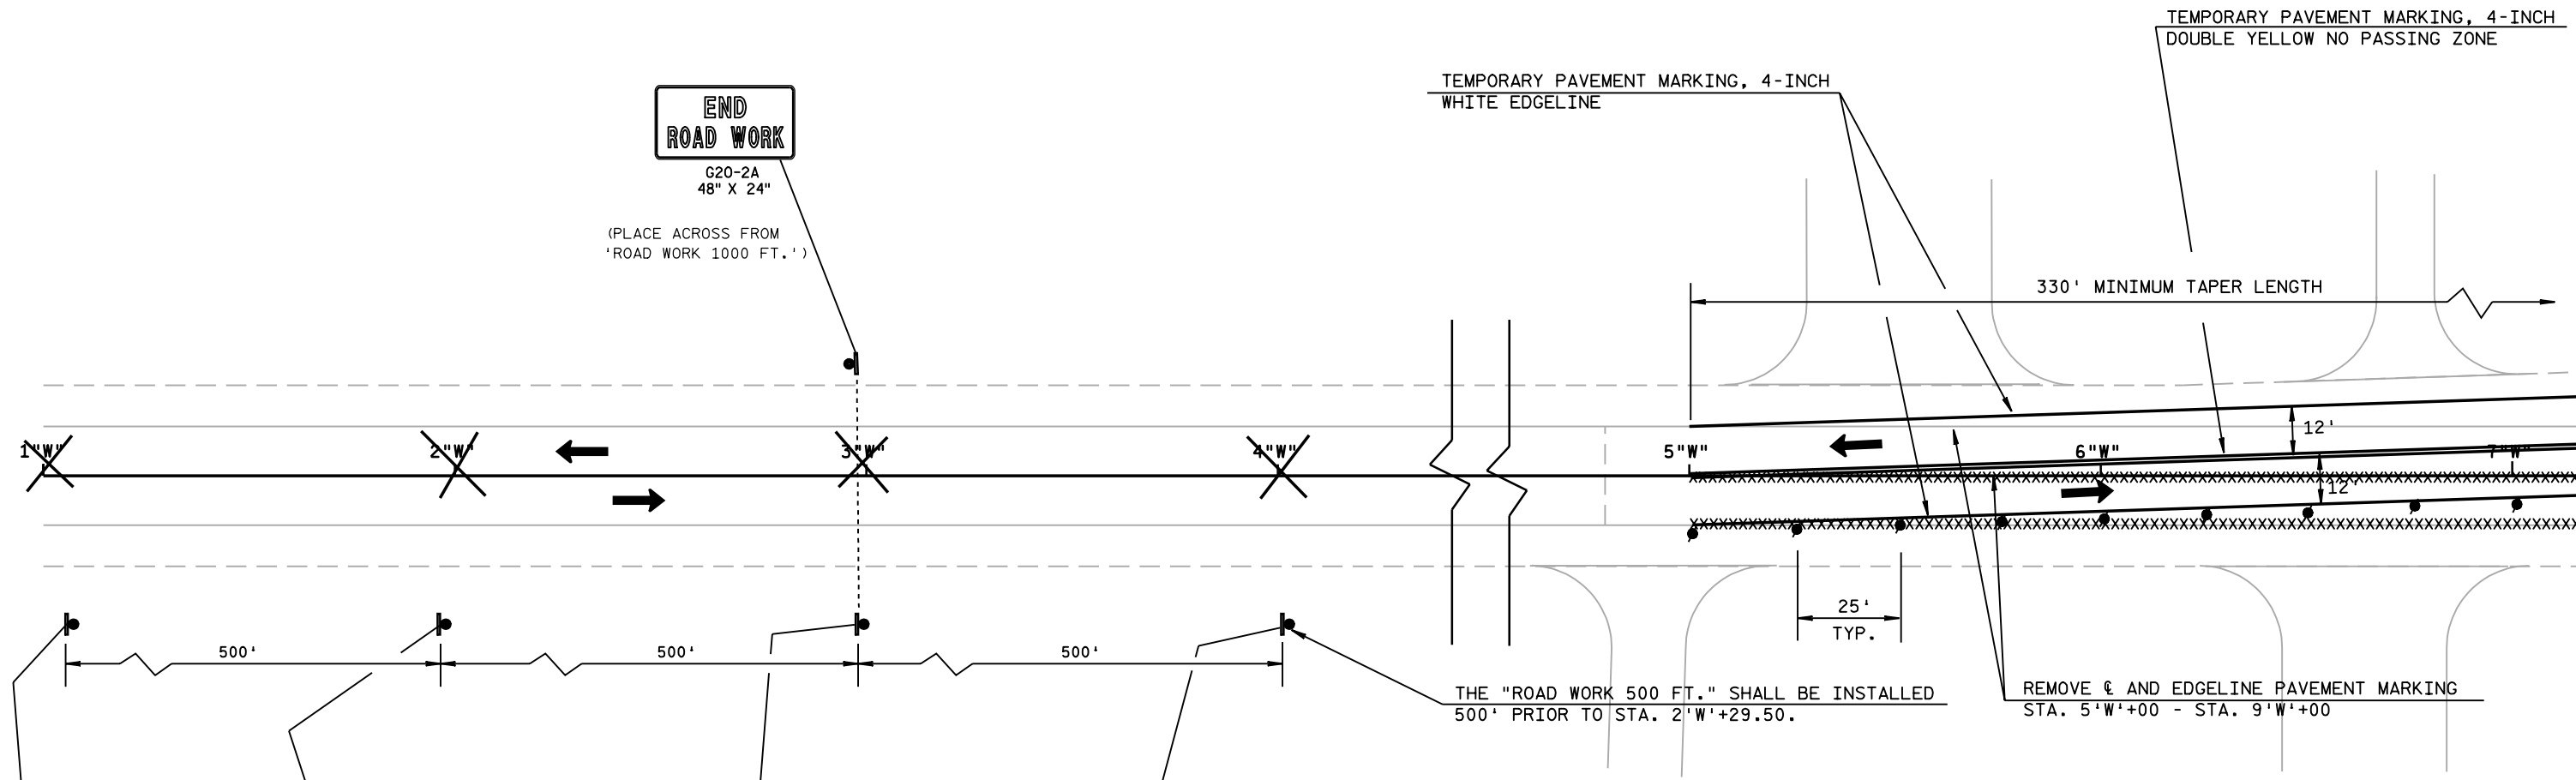 TEMPORARY PAVEMENT MARKING, 4-INCH
DOUBLE YELLOW NO PASSING ZONE
TEMPORARY PAVEMENT MARKING, 4-INCH
WHITE EDGELINE
END
ROAD WORK
G20-2A
48" X 24"
(PLACE ACROSS FROM
'ROAD WORK 1000 FT.')
330' MINIMUM TAPER LENGTH
12'
1"W"
2"W"
3"W"
4"W"
5"W"
6"W"
7"W"
12'
25'
TYP.
500'
500'
500'
THE "ROAD WORK 500 FT." SHALL BE INSTALLED
500' PRIOR TO STA. 2'W'+29.50.
REMOVE ℄ AND EDGELINE PAVEMENT MARKING
STA. 5'W'+00 - STA. 9'W'+00